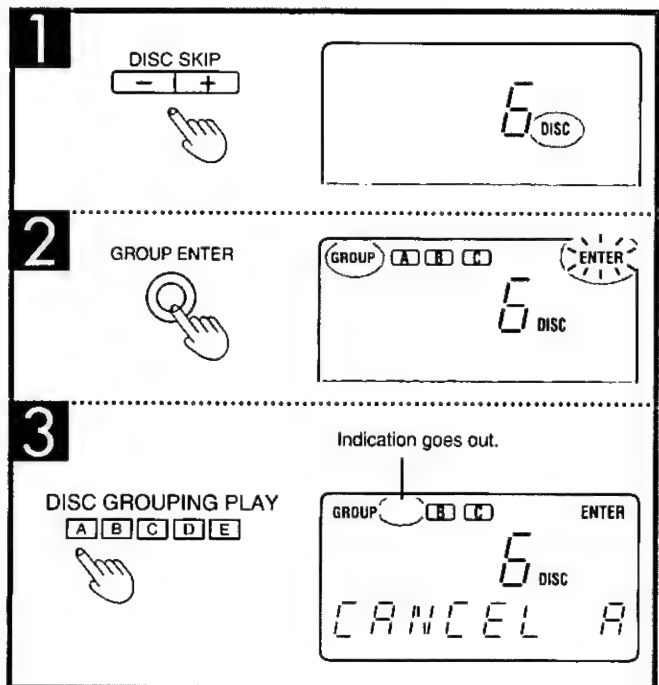 1
DISC SKIP
− +
6 DISC
2
GROUP ENTER
GROUP A B C ENTER
6 DISC
3
Indication goes out.
DISC GROUPING PLAY
A B C D E
GROUP B C ENTER
6 DISC
CANCEL A